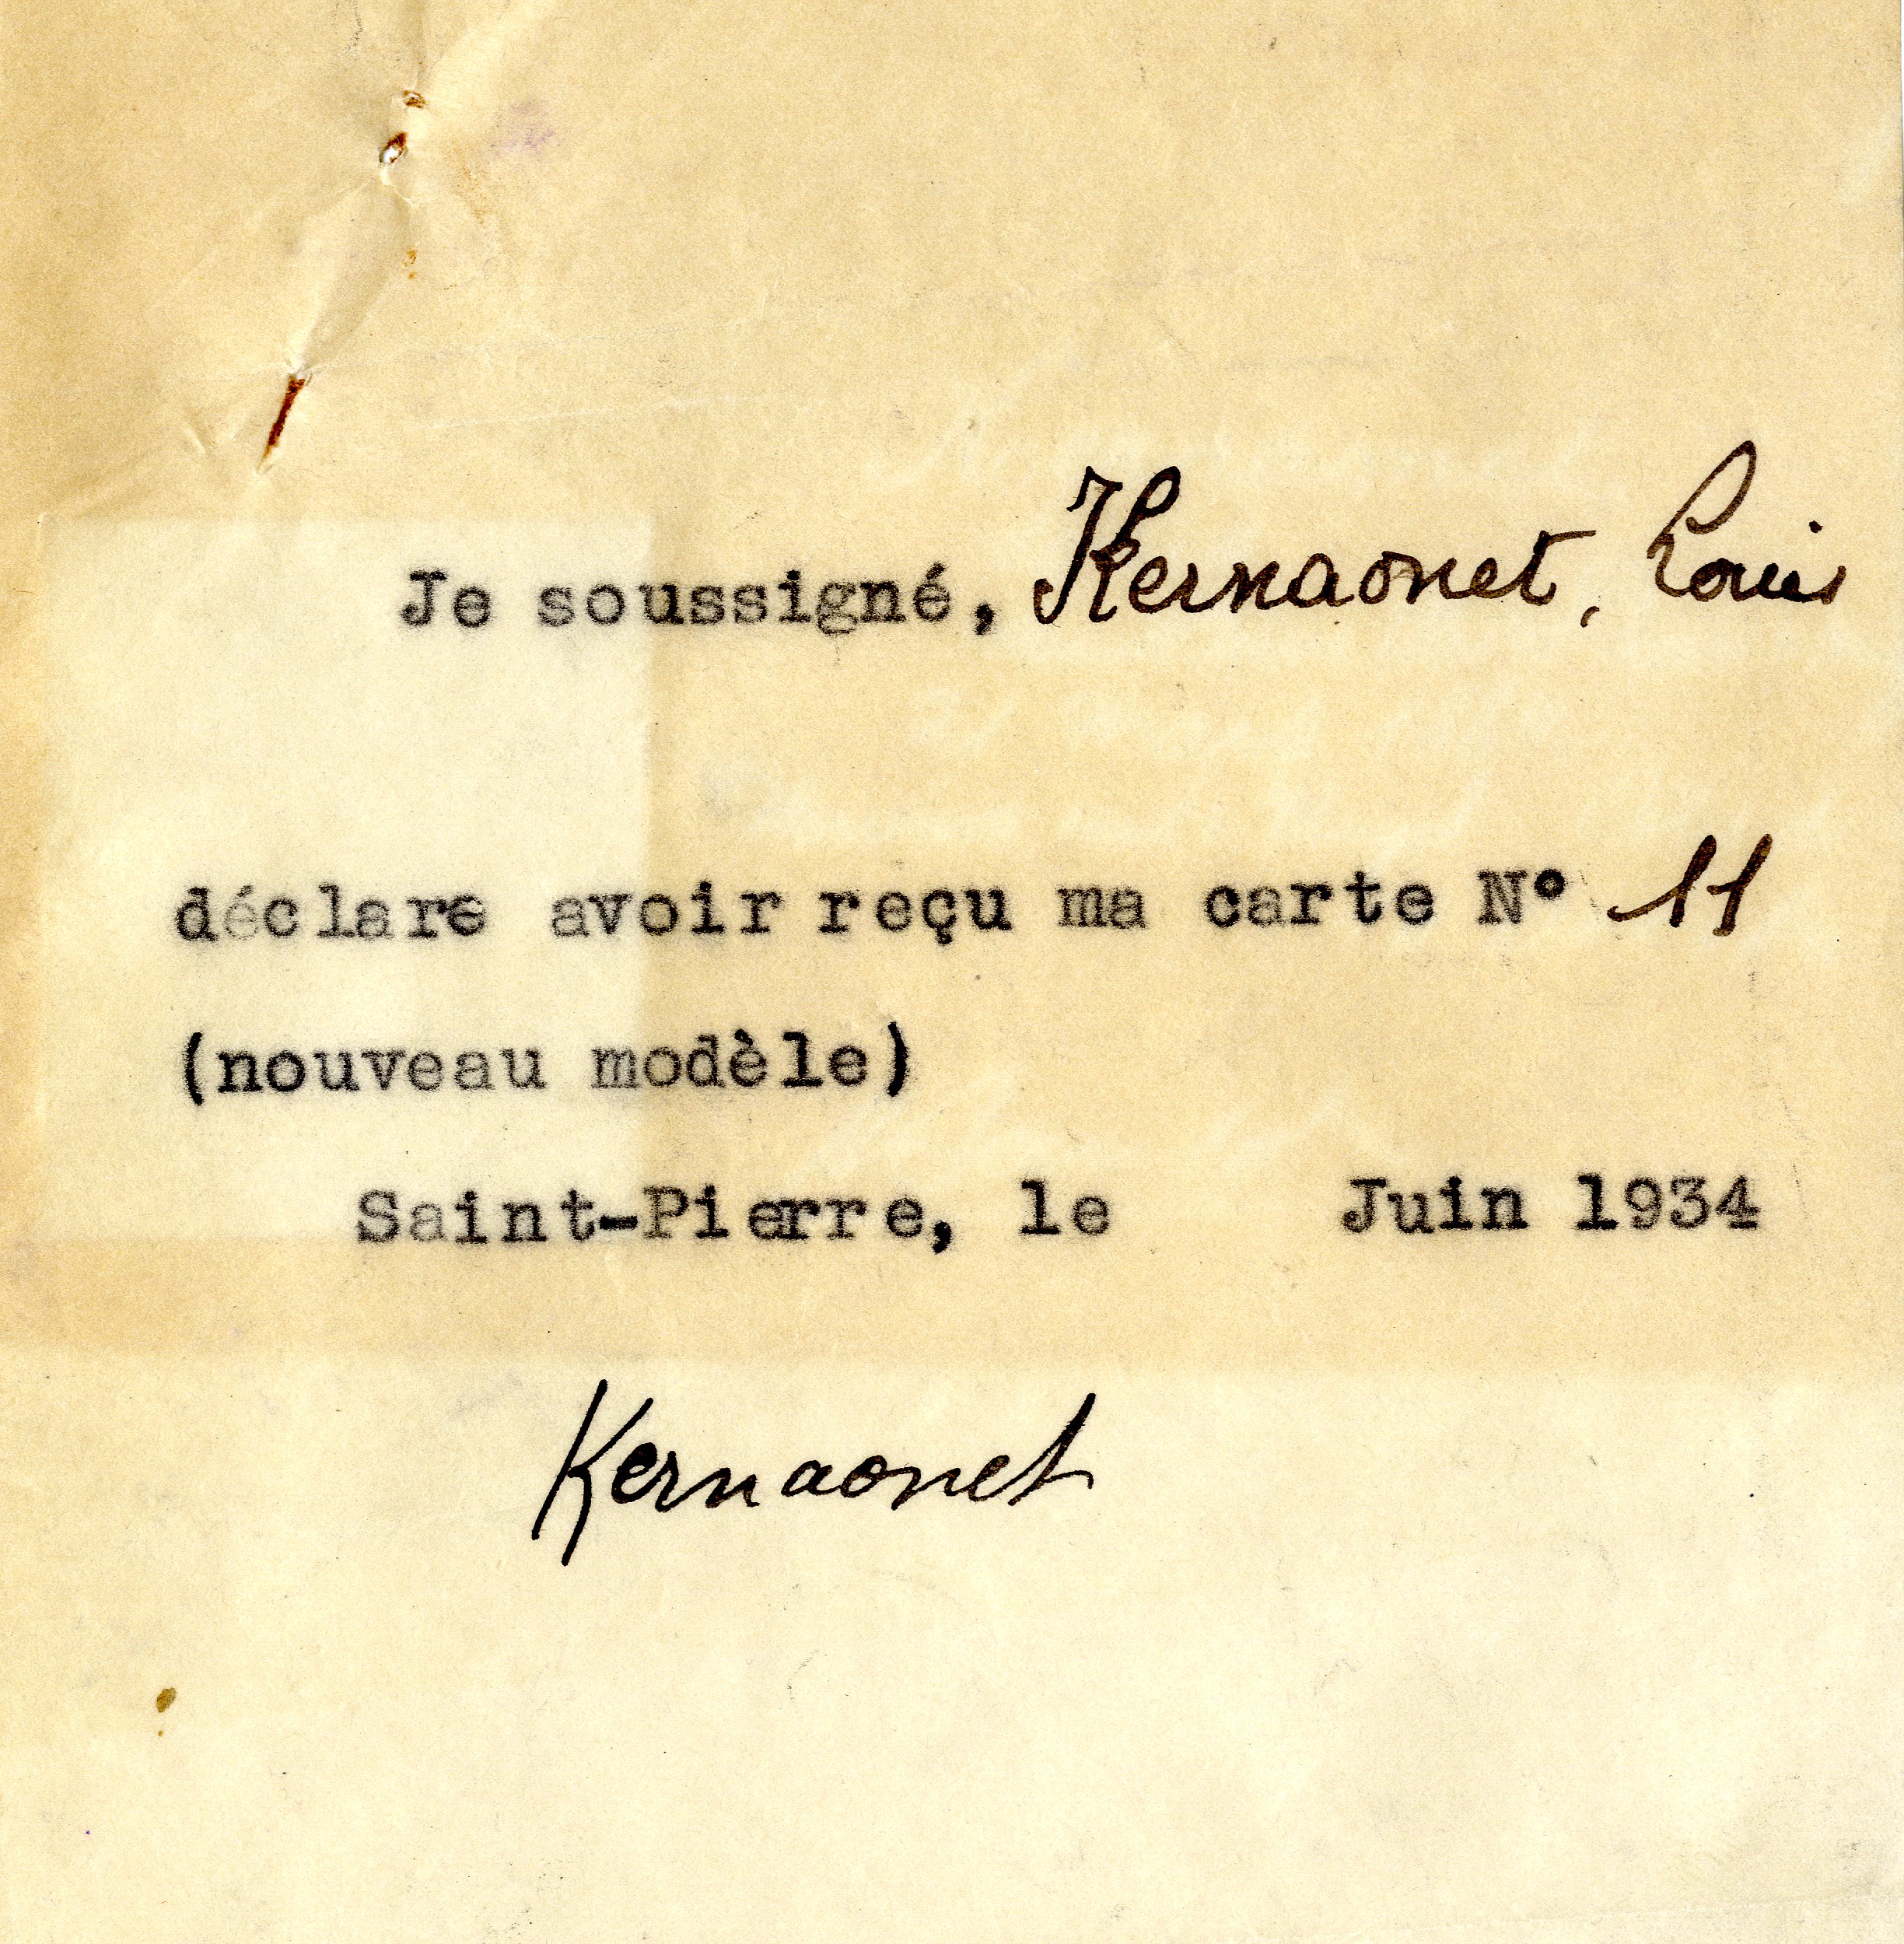 Je soussigné, Kernaonet, Louis
déclare avoir reçu ma carte N° 11
(nouveau modèle)
Saint-Pierre, le Juin 1934
Kernaonet